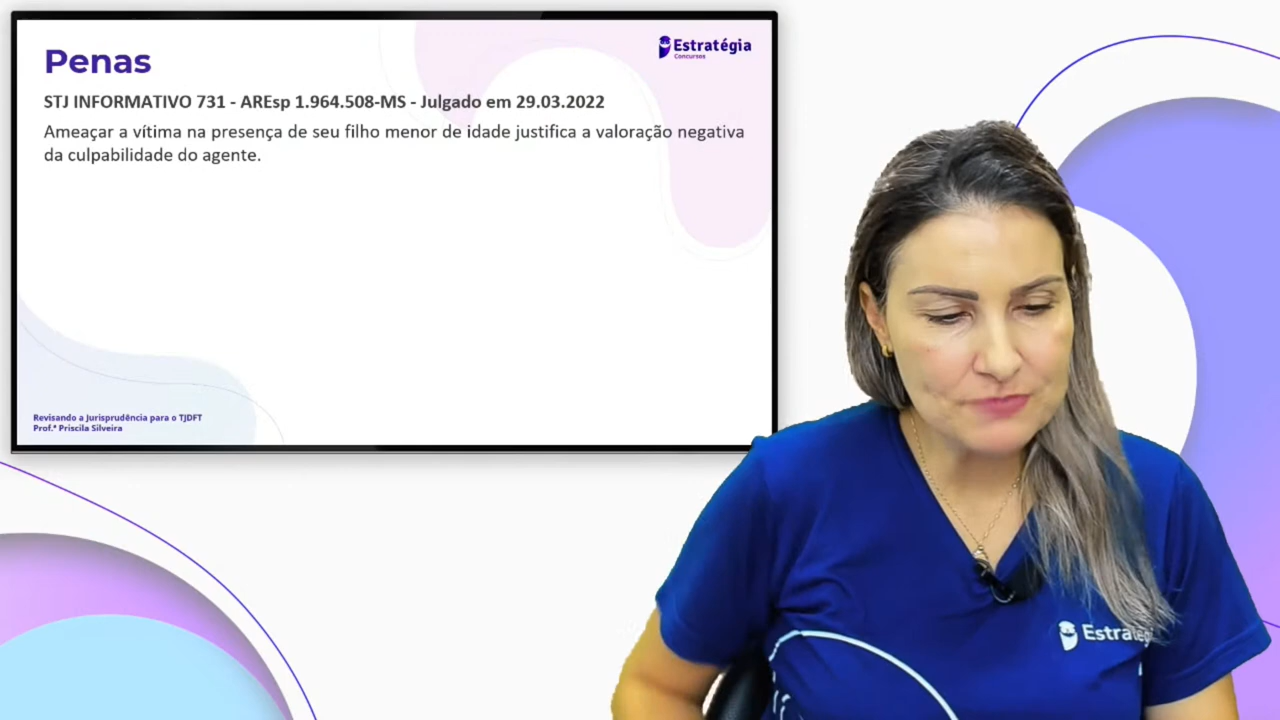 Penas
Estratégia
Concursos
STJ INFORMATIVO 731 - AREsp 1.964.508-MS - Julgado em 29.03.2022
Ameaçar a vítima na presença de seu filho menor de idade justifica a valoração negativa
da culpabilidade do agente.
Revisando a Jurisprudência para o TJDFT
Prof.ª Priscila Silveira
Estratégia